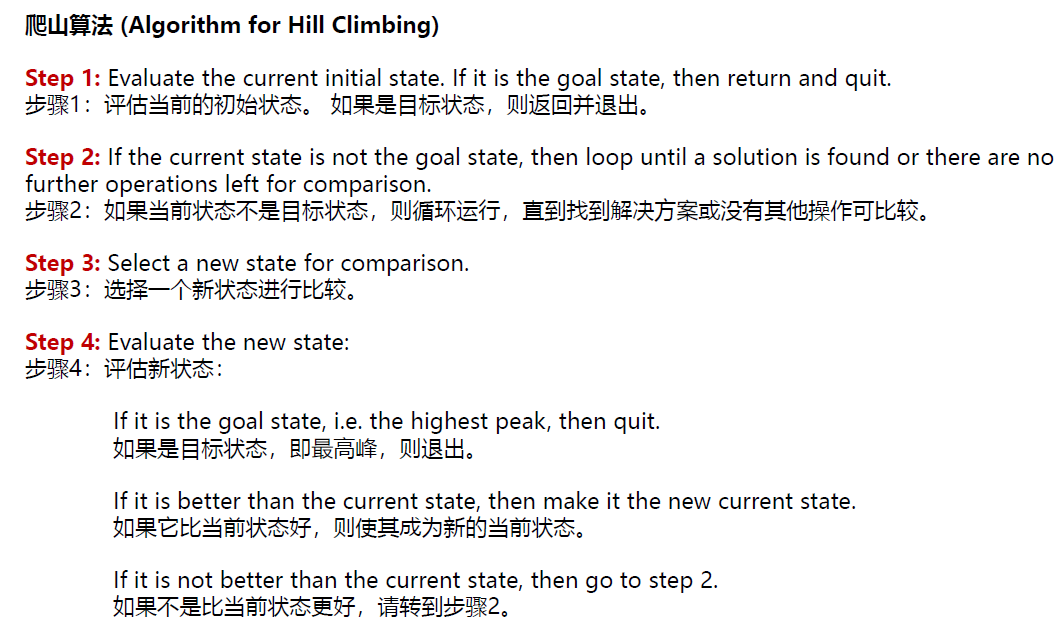 爬山算法 (Algorithm for Hill Climbing)
Step 1: Evaluate the current initial state. If it is the goal state, then return and quit.
步骤1：评估当前的初始状态。 如果是目标状态，则返回并退出。
Step 2: If the current state is not the goal state, then loop until a solution is found or there are no
further operations left for comparison.
步骤2：如果当前状态不是目标状态，则循环运行，直到找到解决方案或没有其他操作可比较。
Step 3: Select a new state for comparison.
步骤3：选择一个新状态进行比较。
Step 4: Evaluate the new state:
步骤4：评估新状态：
If it is the goal state, i.e. the highest peak, then quit.
如果是目标状态，即最高峰，则退出。
If it is better than the current state, then make it the new current state.
如果它比当前状态好，则使其成为新的当前状态。
If it is not better than the current state, then go to step 2.
如果不是比当前状态更好，请转到步骤2。